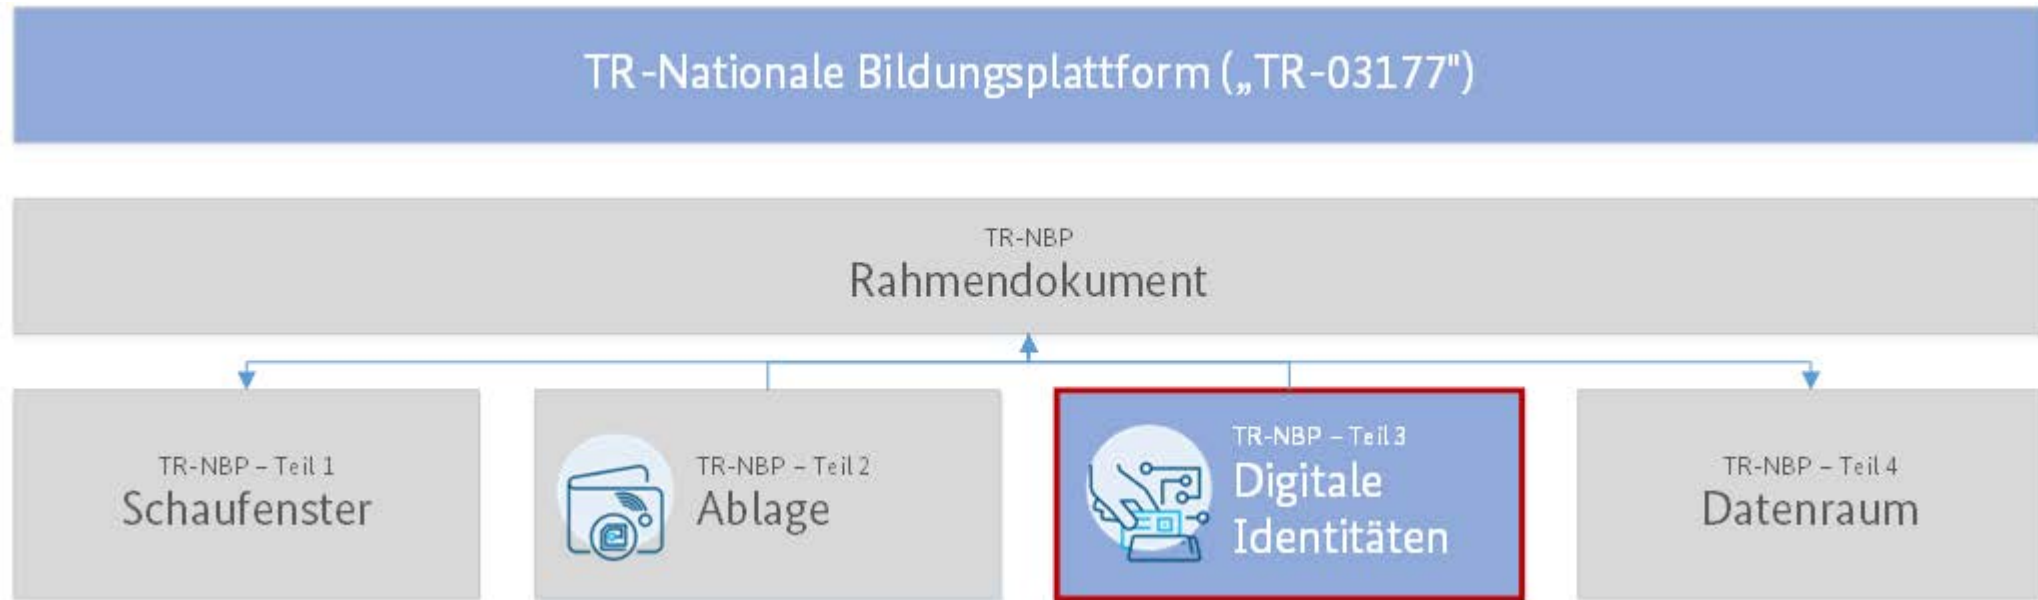 TR-Nationale Bildungsplattform („TR-03177")
TR-NBP
Rahmendokument
TR-NBP – Teil 1
Schaufenster
TR-NBP – Teil 2
Ablage
TR-NBP – Teil 3
Digitale
Identitäten
TR-NBP – Teil 4
Datenraum